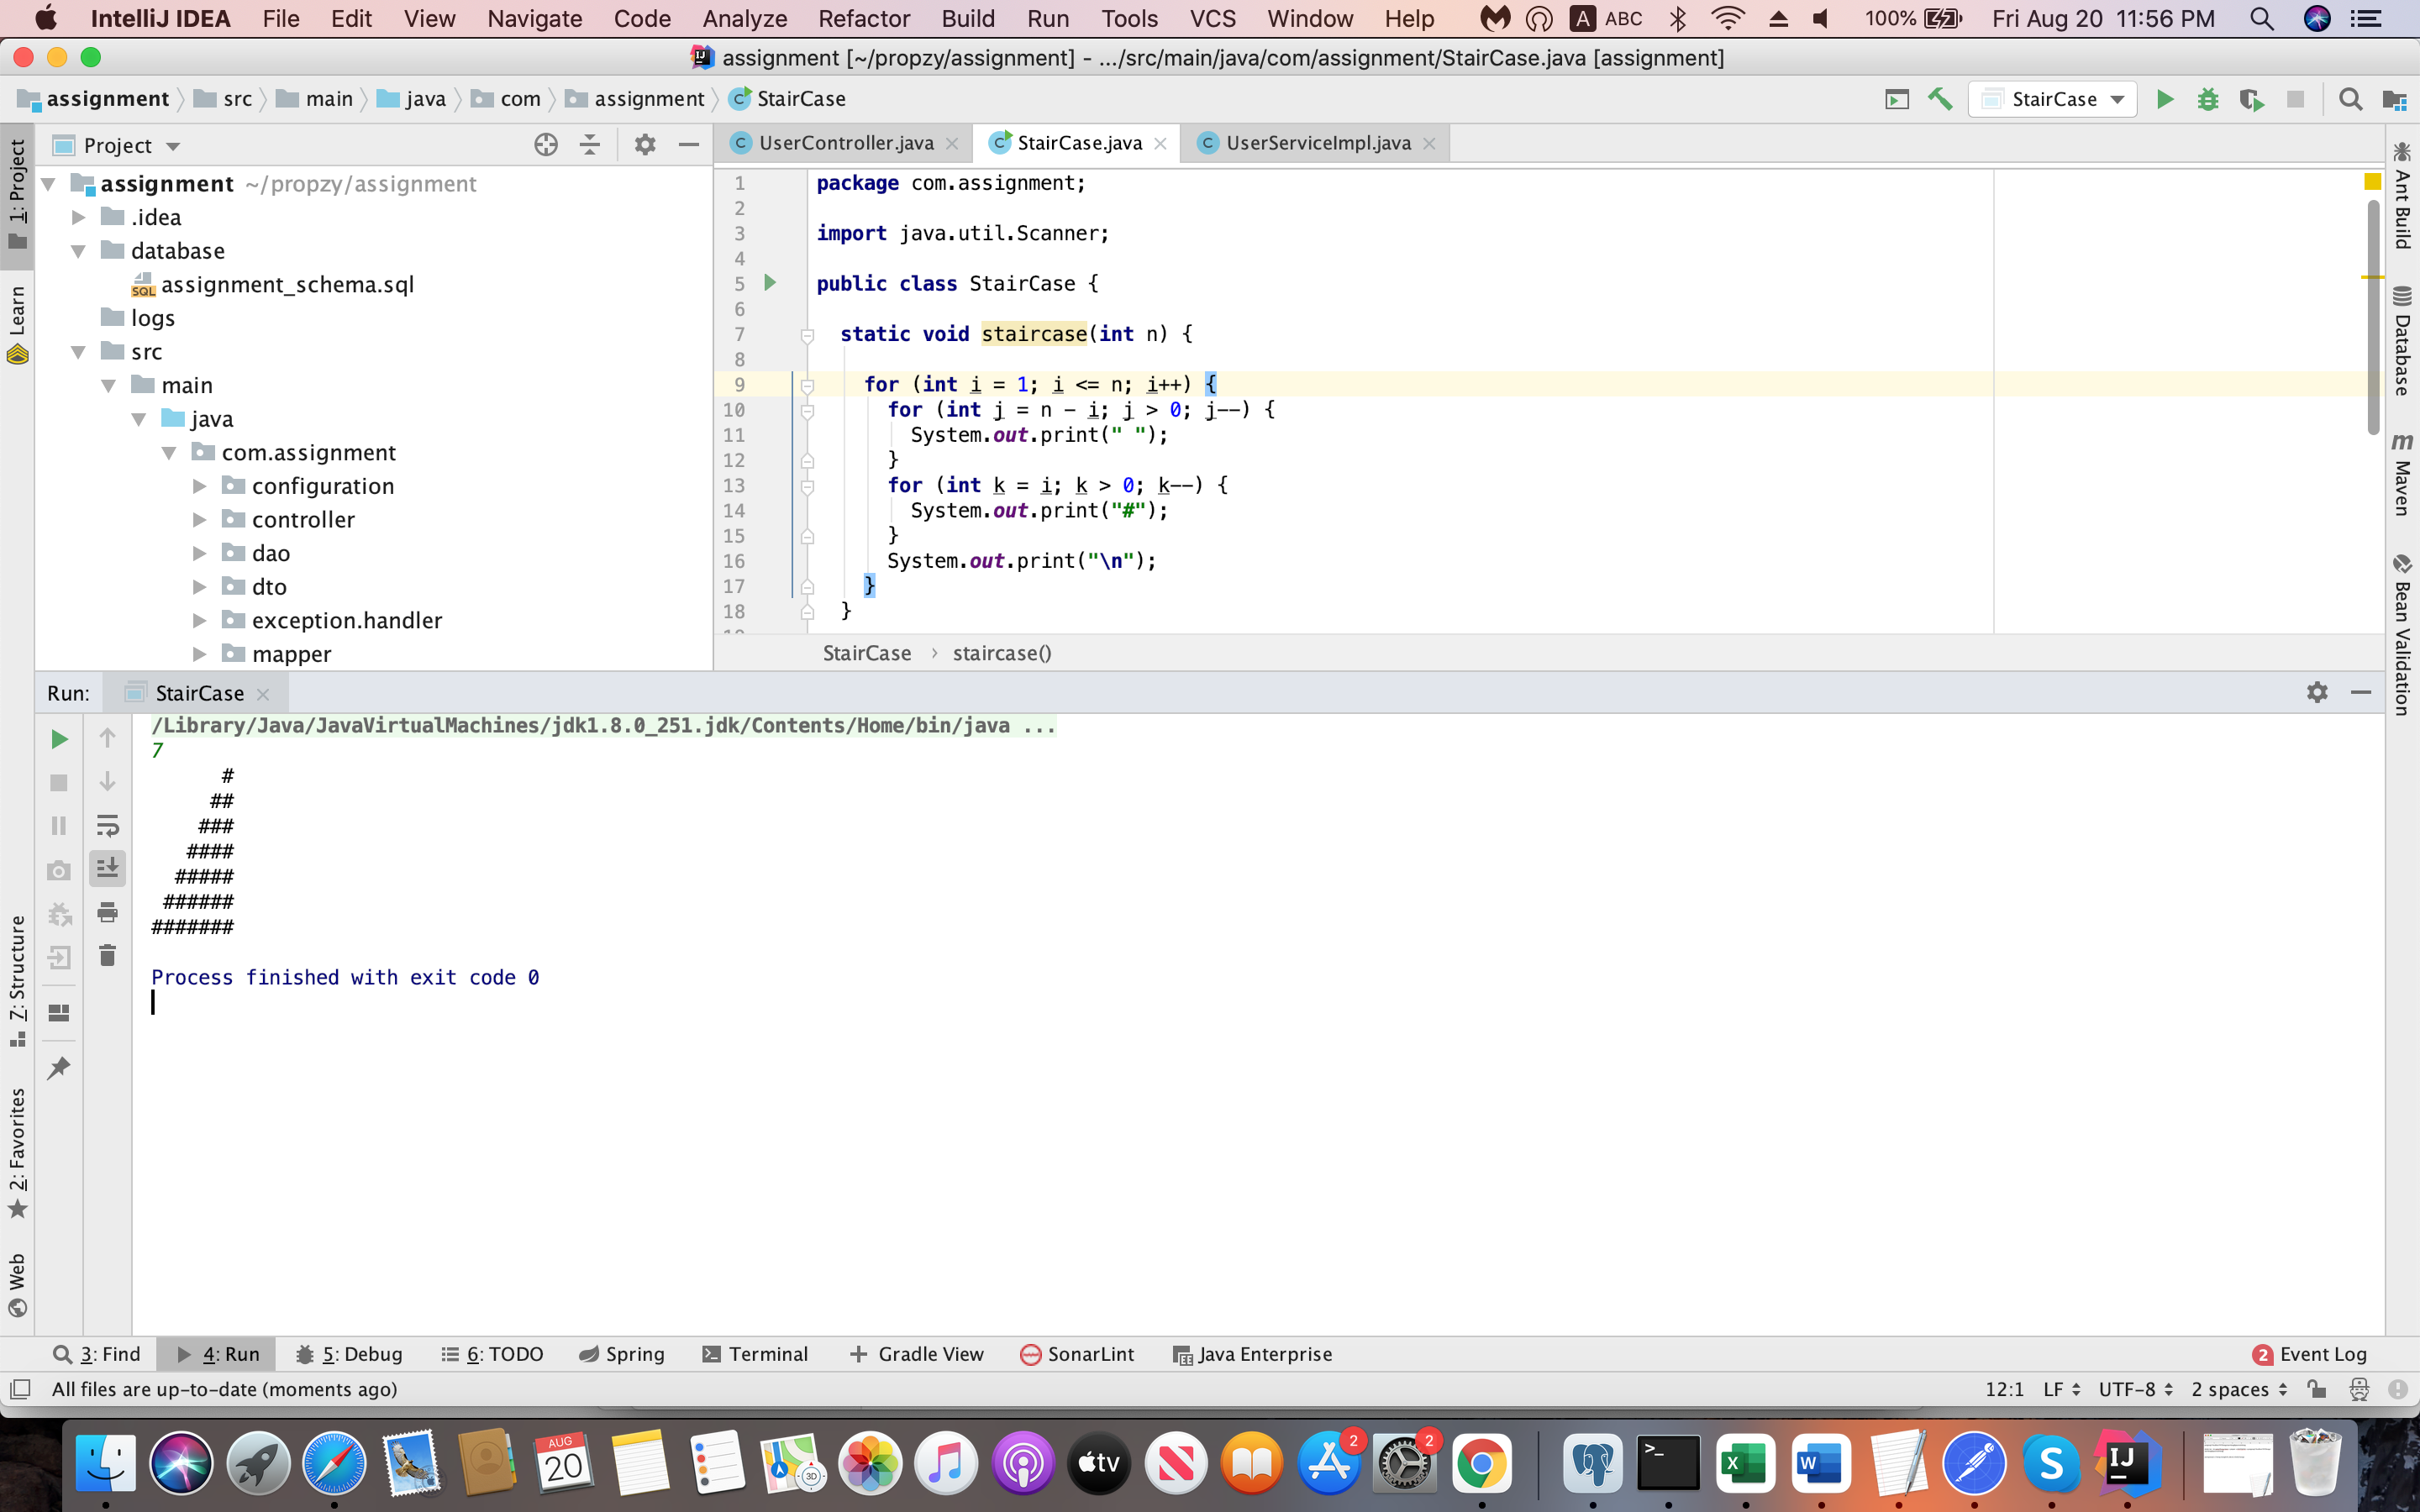 IntelliJ IDEA File Edit View Navigate Code Analyze Refactor Build Run Tools VCS Window Help A ABC 100% Fri Aug 20 11:56 PM
assignment [~/propzy/assignment] - .../src/main/java/com/assignment/StairCase.java [assignment]
assignment src main java com assignment StairCase StairCase
1: Project
Learn
7: Structure
2: Favorites
Web
Project
assignment ~/propzy/assignment
.idea
database
assignment_schema.sql
logs
src
main
java
com.assignment
configuration
controller
dao
dto
exception.handler
mapper
UserController.java StairCase.java UserServiceImpl.java
1 package com.assignment;
2
3 import java.util.Scanner;
4
5 public class StairCase {
6
7 static void staircase(int n) {
8
9 for (int i = 1; i <= n; i++) {
10 for (int j = n - i; j > 0; j--) {
11 System.out.print(" ");
12 }
13 for (int k = i; k > 0; k--) {
14 System.out.print("#");
15 }
16 System.out.print("\n");
17 }
18 }
StairCase › staircase()
Ant Build
Database
Maven
Bean Validation
Run: StairCase
/Library/Java/JavaVirtualMachines/jdk1.8.0_251.jdk/Contents/Home/bin/java ...
7
      #
     ##
    ###
   ####
  #####
 ######
#######
Process finished with exit code 0
3: Find 4: Run 5: Debug 6: TODO Spring Terminal Gradle View SonarLint Java Enterprise 2 Event Log
All files are up-to-date (moments ago) 12:1 LF UTF-8 2 spaces
AUG
20
3D
tv
2
2
>_
X
W
S
IJ